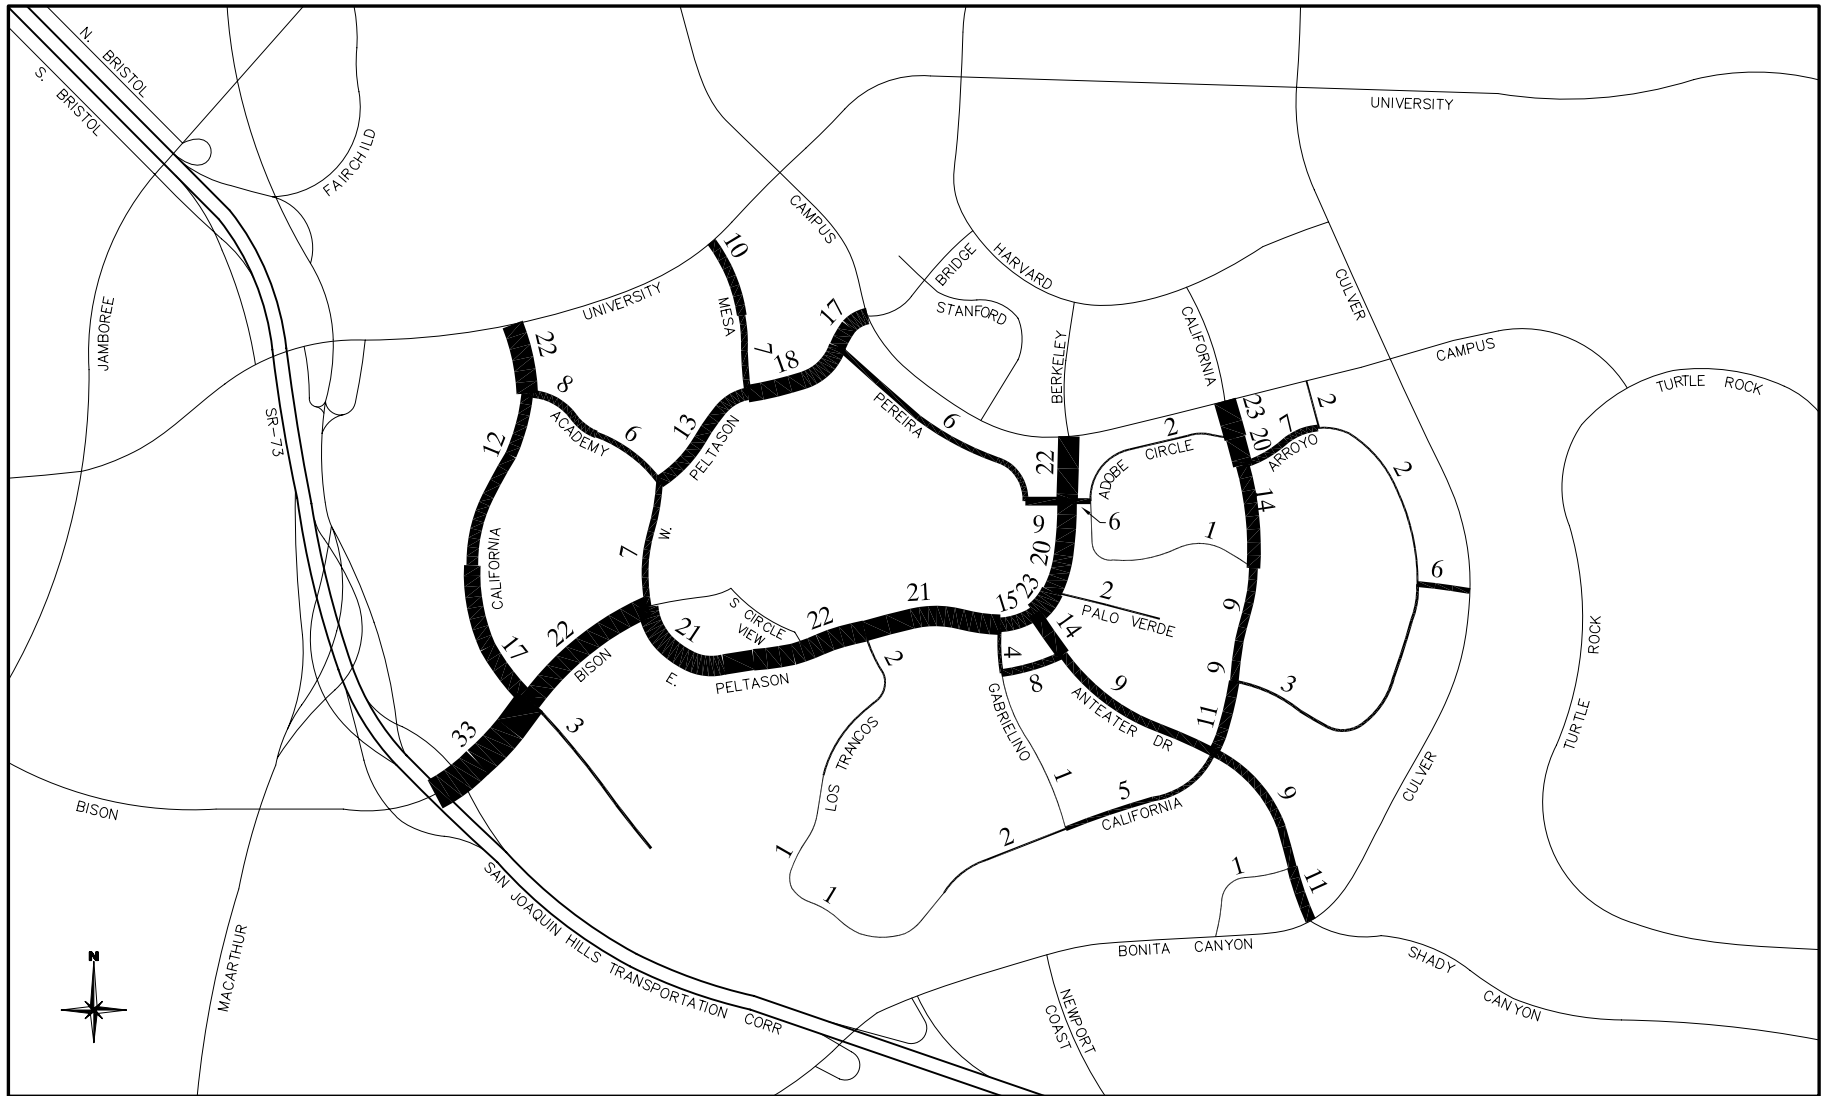 N. BRISTOL
S. BRISTOL
FAIRCHILD
UNIVERSITY
JAMBOREE
CAMPUS
BRIDGE
HARVARD
STANFORD
CULVER
UNIVERSITY
10
MESA
7
17
18
22
8
ACADEMY
6
13
PELTASON
PEREIRA
6
BERKELEY
CALIFORNIA
CAMPUS
TURTLE ROCK
SR-73
12
CALIFORNIA
W.
7
22
ADOBE CIRCLE
2
23
20
7
ARROYO
2
2
14
9
6
20
1
6
23
2
PALO VERDE
15
14
21
22
S CIRCLE VIEW
21
E. PELTASON
22
BISON
17
33
3
2
4
8
GABRIELINO
ANTEATER DR
9
9
9
3
11
LOS TRANCOS
1
1
1
5
CALIFORNIA
2
9
1
11
CULVER
TURTLE ROCK
BISON
MACARTHUR
SAN JOAQUIN HILLS TRANSPORTATION CORR
BONITA CANYON
SHADY CANYON
NEWPORT COAST
N